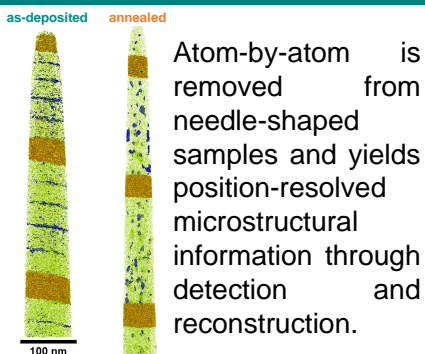 as-deposited annealed
Atom-by-atom is
removed from
needle-shaped
samples and yields
position-resolved
microstructural
information through
detection and
reconstruction.
100 nm